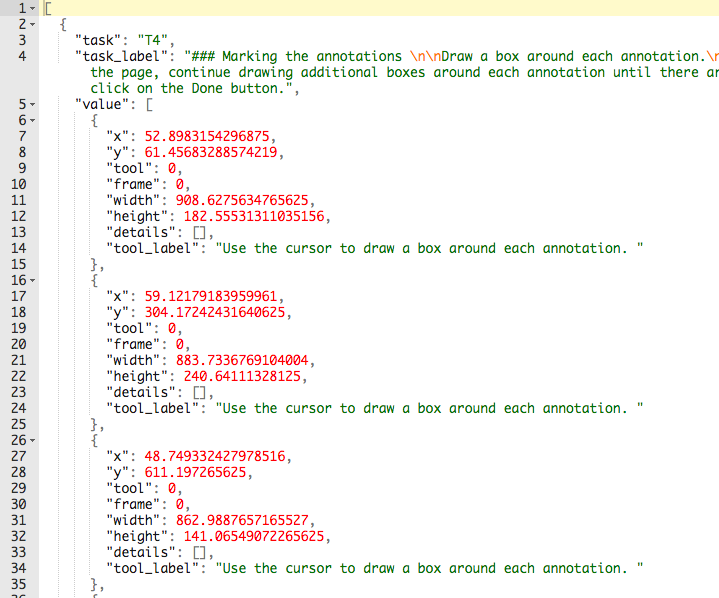 1 [
2 {
3 "task": "T4",
4 "task_label": "### Marking the annotations \n\nDraw a box around each annotation.\
the page, continue drawing additional boxes around each annotation until there
click on the Done button.",
5 "value": [
6 {
7 "x": 52.8983154296875,
8 "y": 61.45683288574219,
9 "tool": 0,
10 "frame": 0,
11 "width": 908.6275634765625,
12 "height": 182.55531311035156,
13 "details": [],
14 "tool_label": "Use the cursor to draw a box around each annotation. "
15 },
16 {
17 "x": 59.12179183959961,
18 "y": 304.17242431640625,
19 "tool": 0,
20 "frame": 0,
21 "width": 883.7336769104004,
22 "height": 240.64111328125,
23 "details": [],
24 "tool_label": "Use the cursor to draw a box around each annotation. "
25 },
26 {
27 "x": 48.749332427978516,
28 "y": 611.197265625,
29 "tool": 0,
30 "frame": 0,
31 "width": 862.9887657165527,
32 "height": 141.06549072265625,
33 "details": [],
34 "tool_label": "Use the cursor to draw a box around each annotation. "
35 },